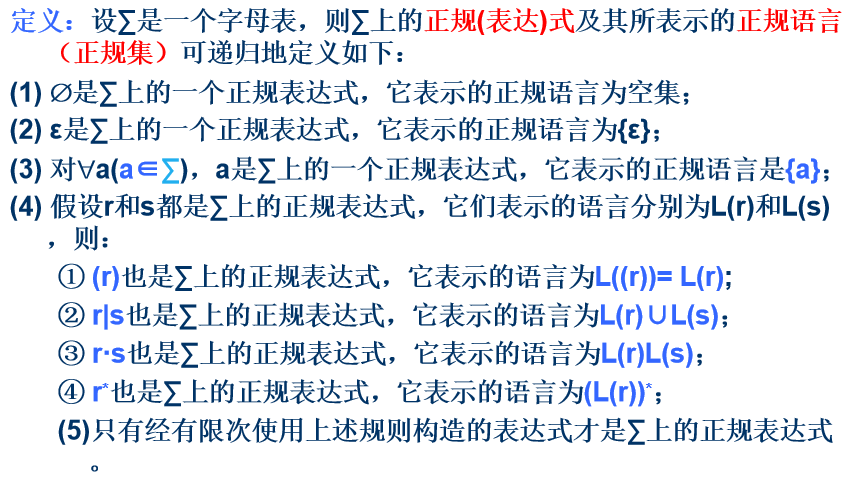 定义：设∑是一个字母表，则∑上的正规(表达)式及其所表示的正规语言
（正规集）可递归地定义如下：
(1) ∅是∑上的一个正规表达式，它表示的正规语言为空集；
(2) ε是∑上的一个正规表达式，它表示的正规语言为{ε}；
(3) 对∀a(a∈∑)，a是∑上的一个正规表达式，它表示的正规语言是{a}；
(4) 假设r和s都是∑上的正规表达式，它们表示的语言分别为L(r)和L(s)
，则：
① (r)也是∑上的正规表达式，它表示的语言为L((r))= L(r);
② r|s也是∑上的正规表达式，它表示的语言为L(r)∪L(s)；
③ r·s也是∑上的正规表达式，它表示的语言为L(r)L(s)；
④ r*也是∑上的正规表达式，它表示的语言为(L(r))*；
(5)只有经有限次使用上述规则构造的表达式才是∑上的正规表达式
。